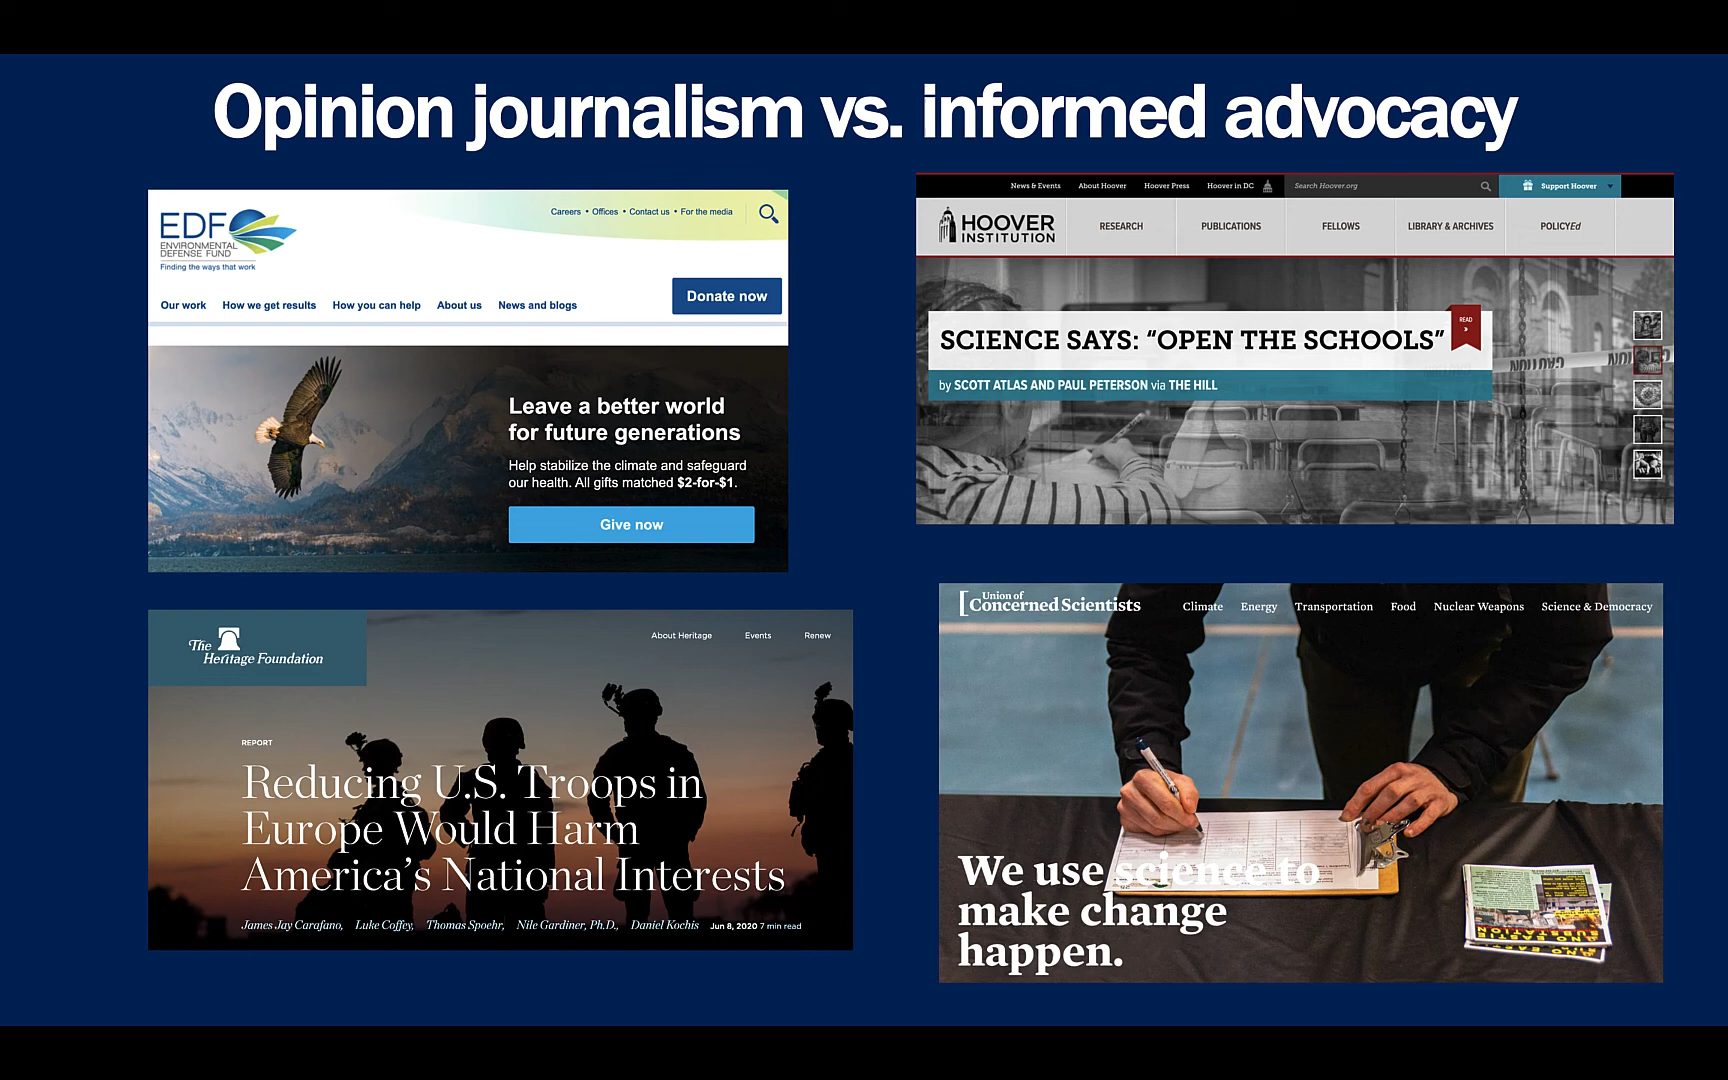 Opinion journalism vs. informed advocacy
EDF
ENVIRONMENTAL
DEFENSE FUND
Finding the ways that work
Careers • Offices • Contact us • For the media
Donate now
Our work How we get results How you can help About us News and blogs
Leave a better world
for future generations
Help stabilize the climate and safeguard
our health. All gifts matched $2-for-$1.
Give now
News & Events About Hoover Hoover Press Hoover in DC Search Hoover.org Support Hoover
HOOVER
INSTITUTION
RESEARCH PUBLICATIONS FELLOWS LIBRARY & ARCHIVES POLICYEd
READ
»
SCIENCE SAYS: “OPEN THE SCHOOLS”
by SCOTT ATLAS AND PAUL PETERSON via THE HILL
CAUTION
The
Heritage Foundation
About Heritage Events Renew
REPORT
Reducing U.S. Troops in
Europe Would Harm
America’s National Interests
James Jay Carafano, Luke Coffey, Thomas Spoehr, Nile Gardiner, Ph.D., Daniel Kochis Jun 8, 2020 7 min read
Union of
Concerned Scientists
Climate Energy Transportation Food Nuclear Weapons Science & Democracy
We use science to
make change
happen.
NO EASTIE
SUBSTATION